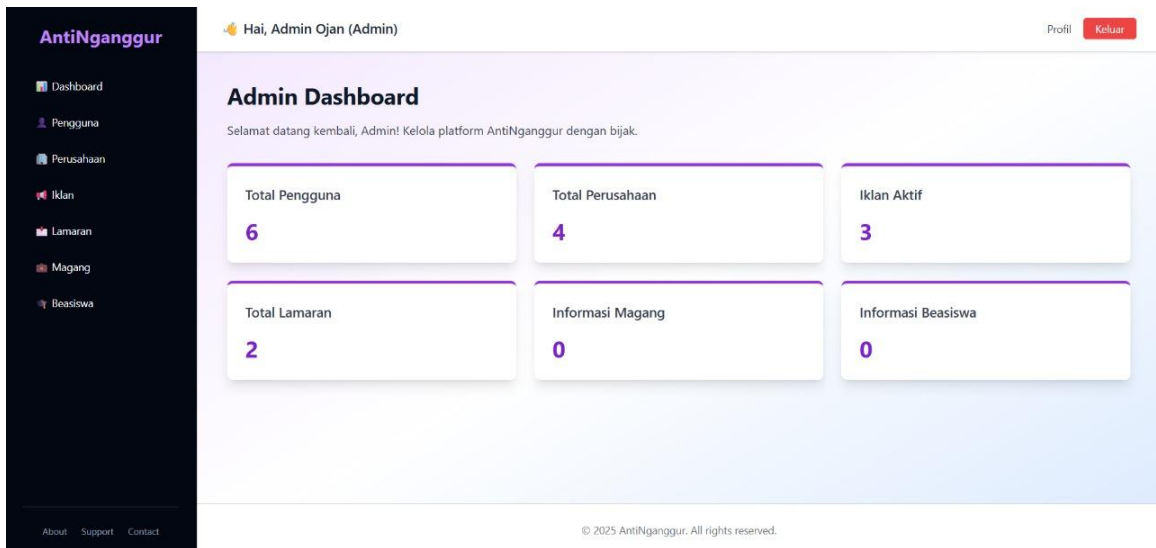 AntiNganggur
Dashboard
Pengguna
Perusahaan
Iklan
Lamaran
Magang
Beasiswa
About Support Contact
Hai, Admin Ojan (Admin)
Profil Keluar
Admin Dashboard
Selamat datang kembali, Admin! Kelola platform AntiNganggur dengan bijak.
Total Pengguna
6
Total Perusahaan
4
Iklan Aktif
3
Total Lamaran
2
Informasi Magang
0
Informasi Beasiswa
0
© 2025 AntiNganggur. All rights reserved.